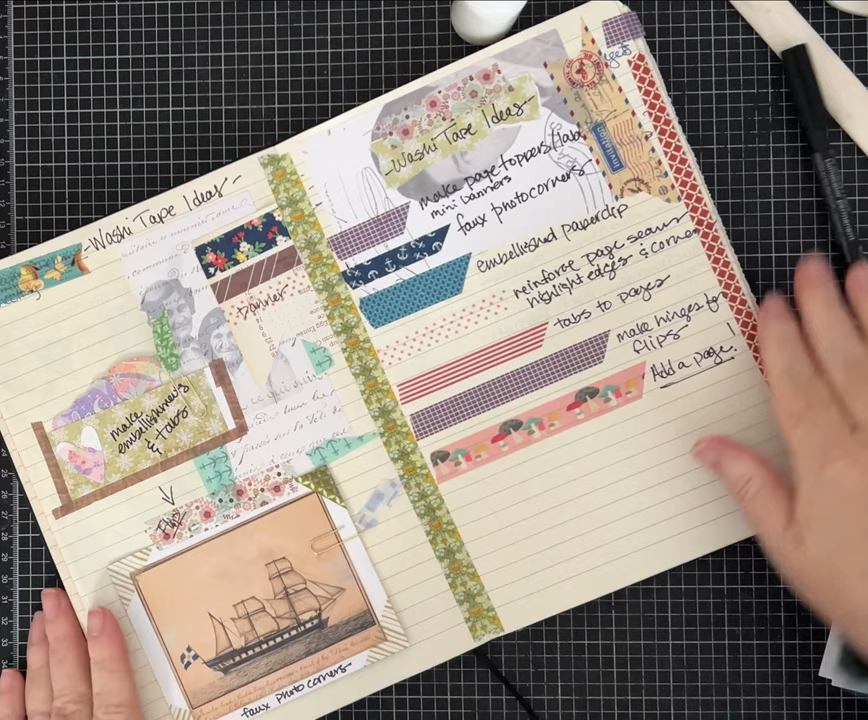 -Washi Tape Ideas-
banner
make
embellishments
& tabs
Flips
faux photo corners
-Washi Tape Ideas-
make page toppers/tabs
mini banners
faux photo corners
embellished paperclip
reinforce page seams
highlight edges & corners
tabs to pages
make hinges for
flips
Add a page!
Invitation